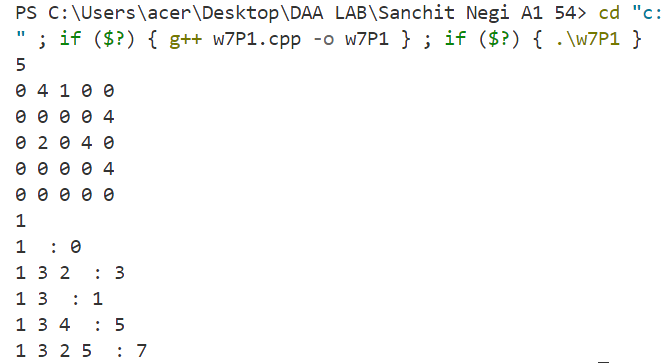 PS C:\Users\acer\Desktop\DAA LAB\Sanchit Negi A1 54> cd "c:
" ; if ($?) { g++ w7P1.cpp -o w7P1 } ; if ($?) { .\w7P1 }
5
0 4 1 0 0
0 0 0 0 4
0 2 0 4 0
0 0 0 0 4
0 0 0 0 0
1
1  : 0
1 3 2  : 3
1 3  : 1
1 3 4  : 5
1 3 2 5  : 7